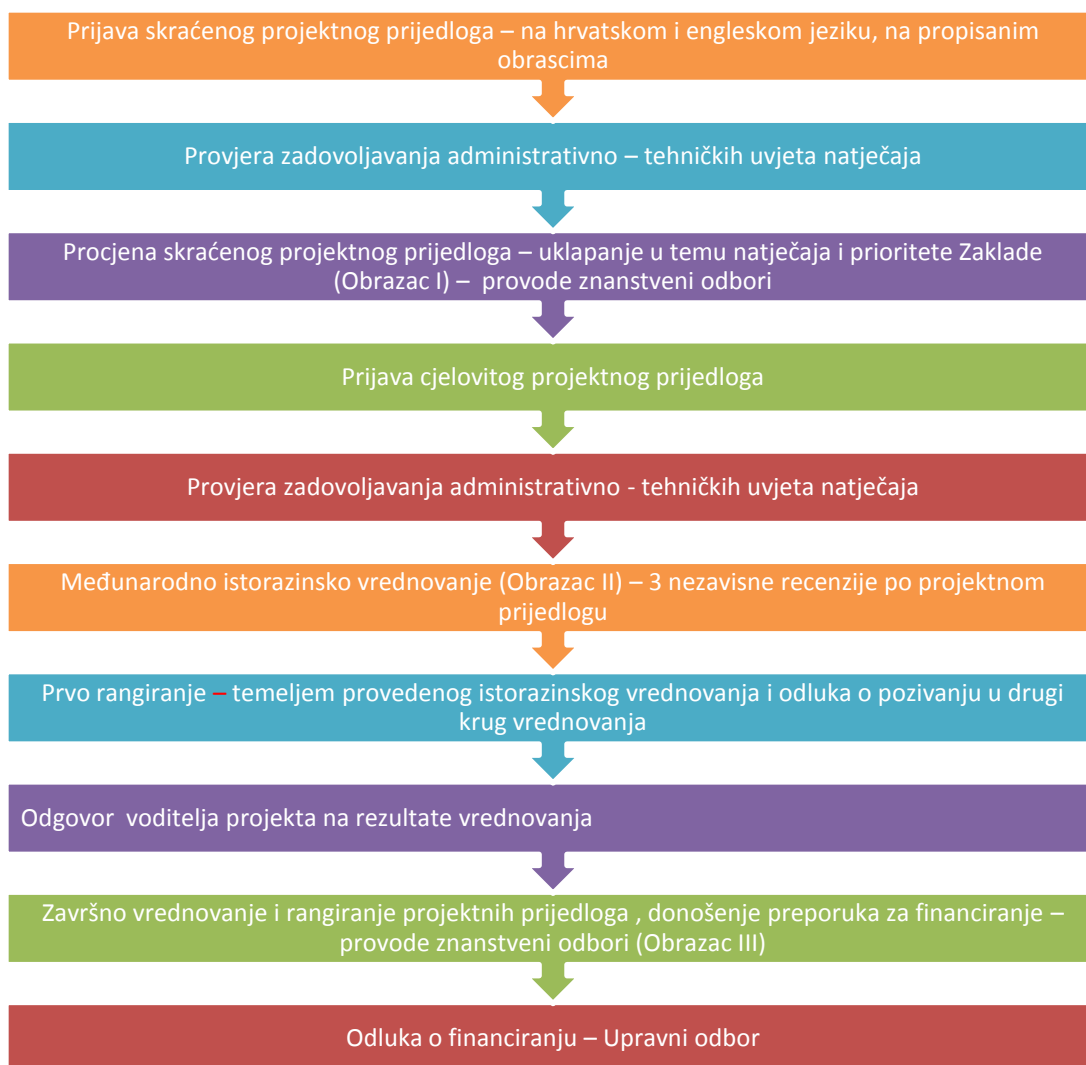 Prijava skraćenog projektnog prijedloga – na hrvatskom i engleskom jeziku, na propisanim
obrascima
Provjera zadovoljavanja administrativno – tehničkih uvjeta natječaja
Procjena skraćenog projektnog prijedloga – uklapanje u temu natječaja i prioritete Zaklade
(Obrazac I) – provode znanstveni odbori
Prijava cjelovitog projektnog prijedloga
Provjera zadovoljavanja administrativno - tehničkih uvjeta natječaja
Međunarodno istorazinsko vrednovanje (Obrazac II) – 3 nezavisne recenzije po projektnom
prijedlogu
Prvo rangiranje – temeljem provedenog istorazinskog vrednovanja i odluka o pozivanju u drugi
krug vrednovanja
Odgovor voditelja projekta na rezultate vrednovanja
Završno vrednovanje i rangiranje projektnih prijedloga , donošenje preporuka za financiranje –
provode znanstveni odbori (Obrazac III)
Odluka o financiranju – Upravni odbor